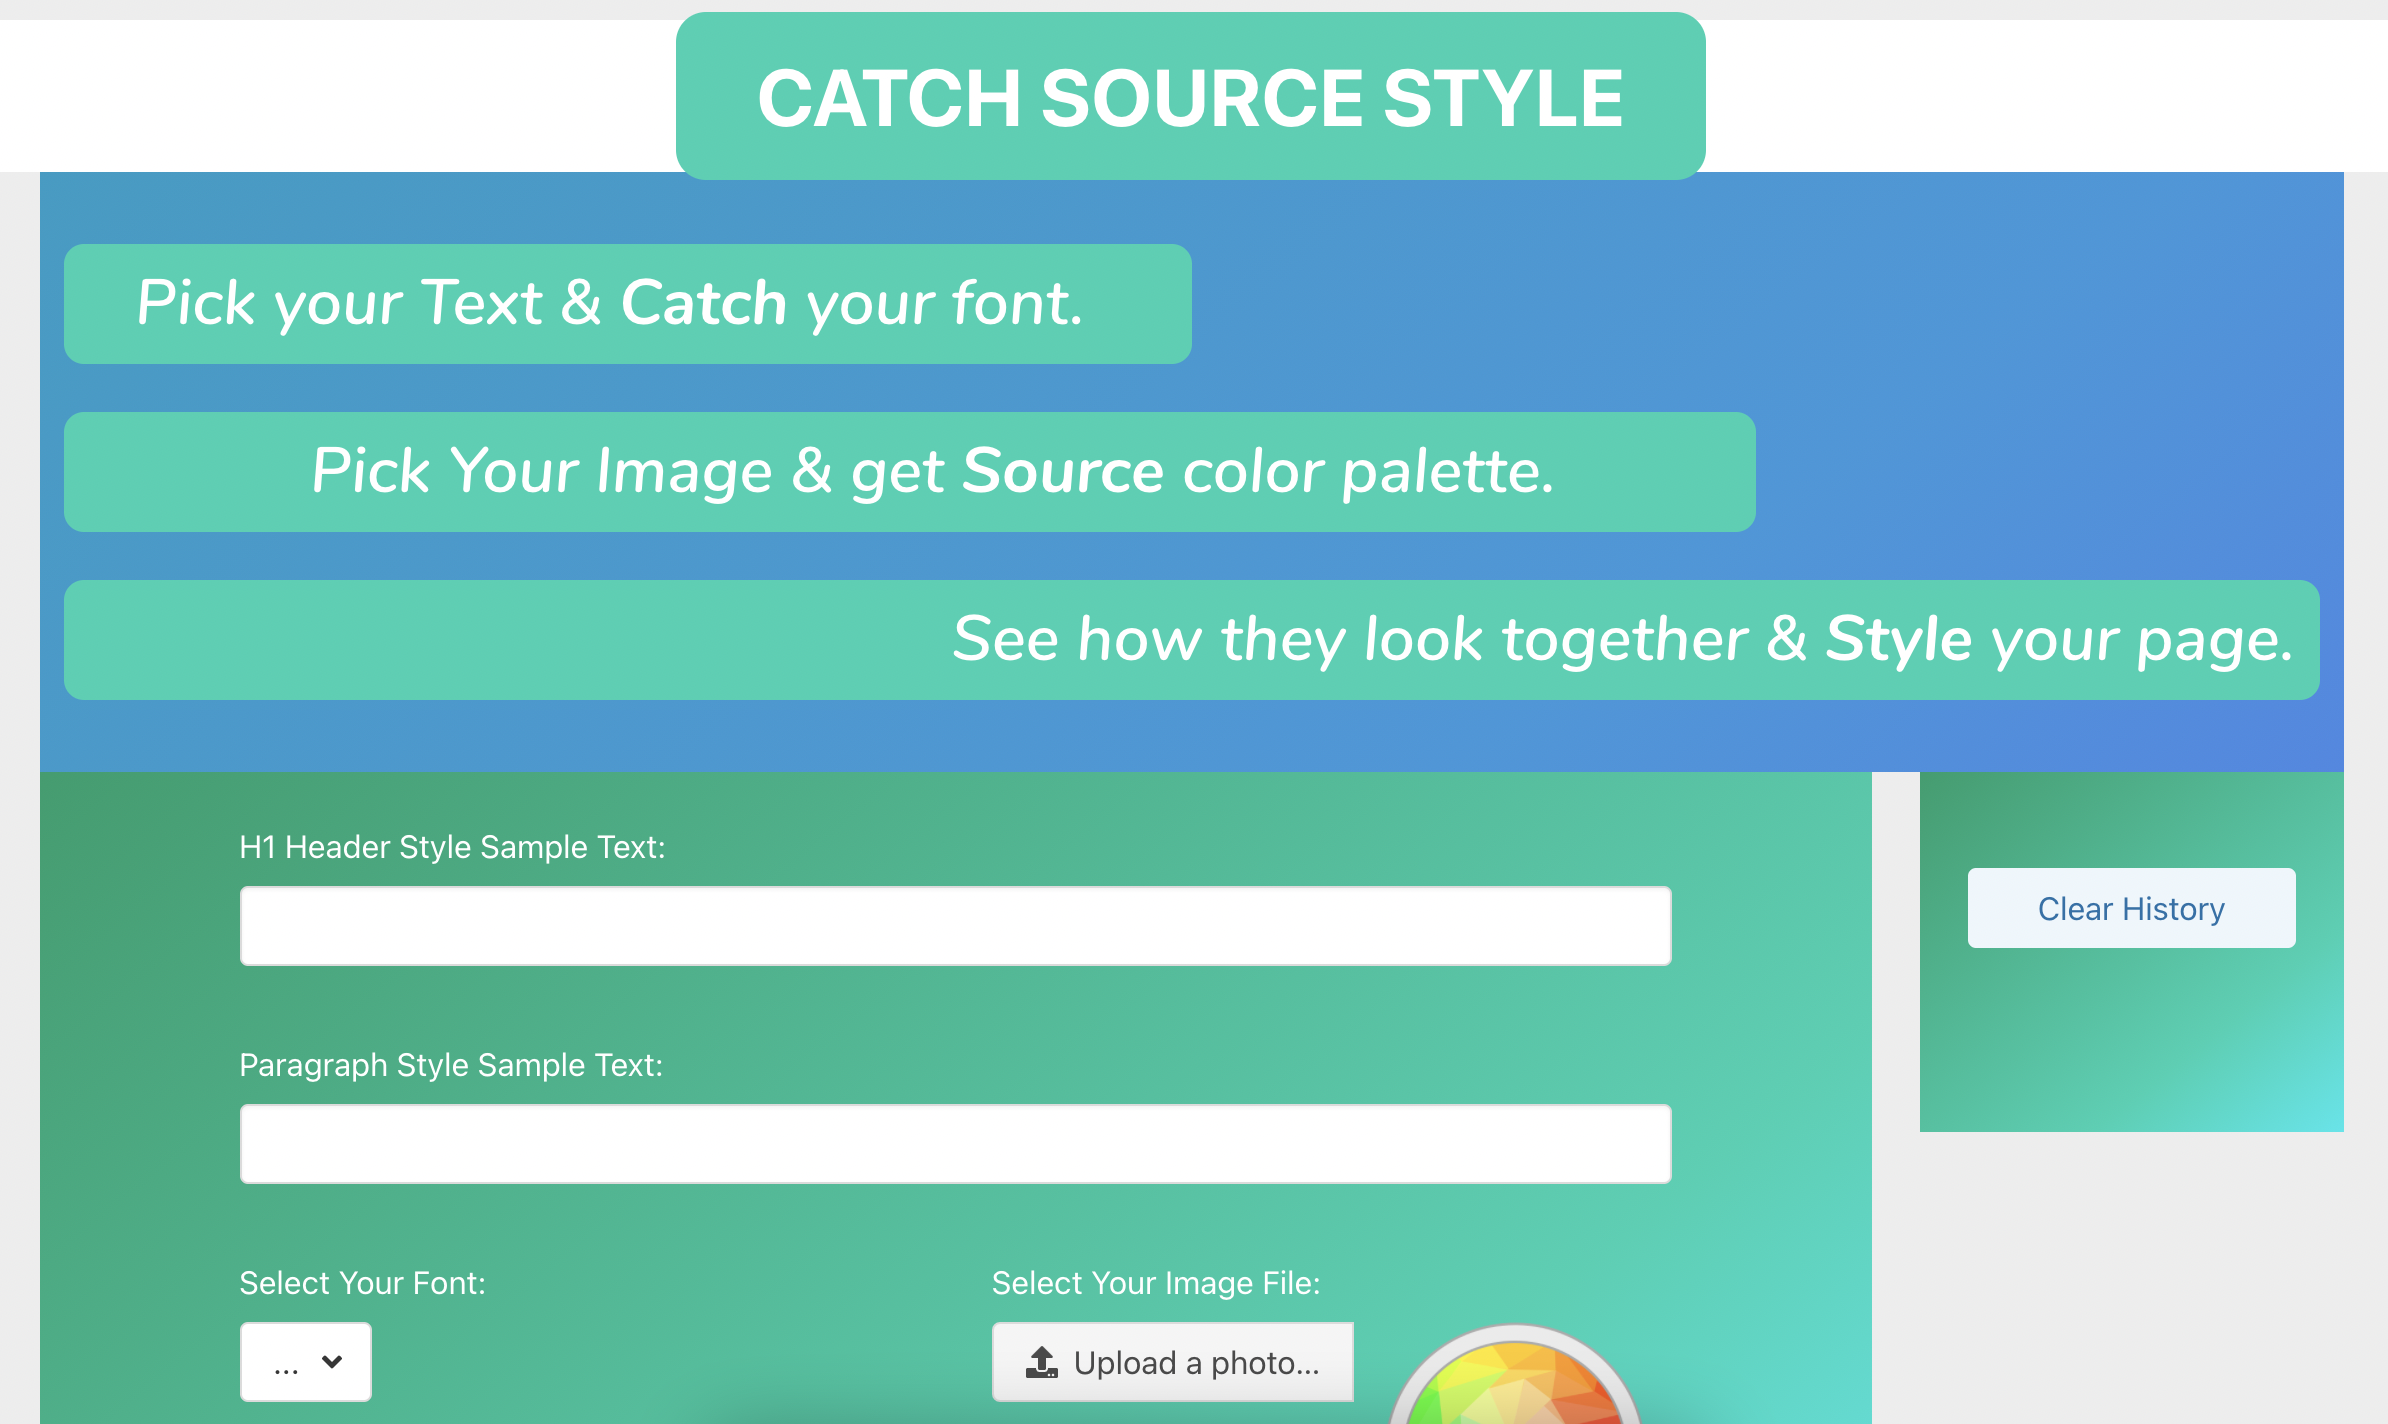 CATCH SOURCE STYLE
Pick your Text & Catch your font.
Pick Your Image & get Source color palette.
See how they look together & Style your page.
H1 Header Style Sample Text:
Clear History
Paragraph Style Sample Text:
Select Your Font:
Select Your Image File:
...
Upload a photo...